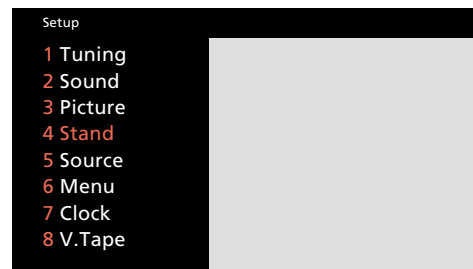 Setup
1 Tuning
2 Sound
3 Picture
4 Stand
5 Source
6 Menu
7 Clock
8 V.Tape